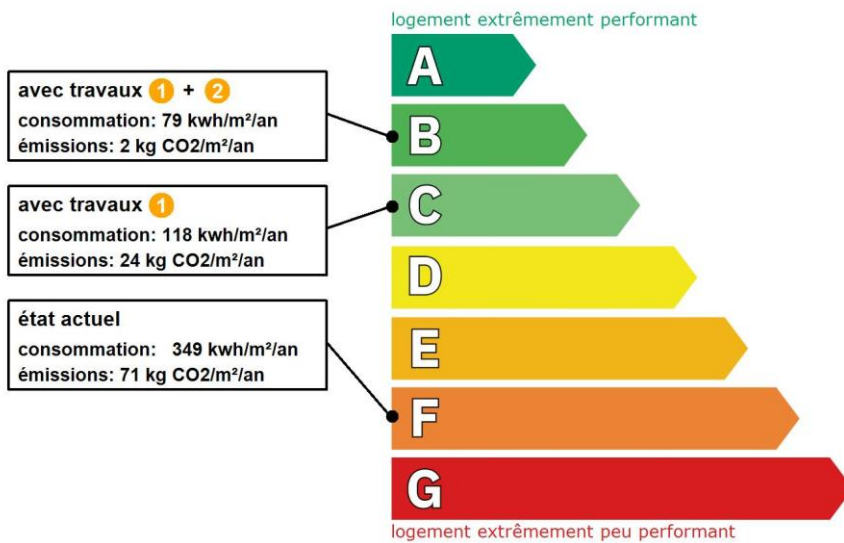 logement extrêmement performant
A
avec travaux 1 + 2
consommation: 79 kwh/m²/an
émissions: 2 kg CO2/m²/an
B
avec travaux 1
consommation: 118 kwh/m²/an
émissions: 24 kg CO2/m²/an
C
D
état actuel
consommation: 349 kwh/m²/an
émissions: 71 kg CO2/m²/an
E
F
G
logement extrêmement peu performant